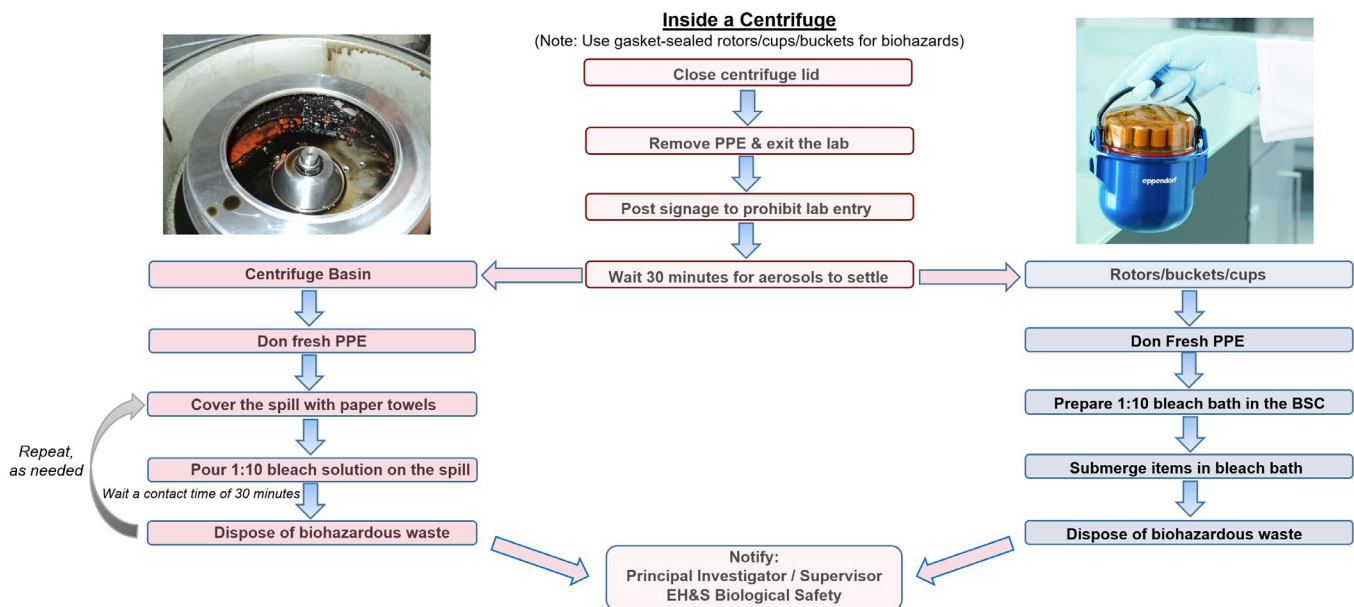 Inside a Centrifuge
(Note: Use gasket-sealed rotors/cups/buckets for biohazards)
Close centrifuge lid
Remove PPE & exit the lab
Post signage to prohibit lab entry
Wait 30 minutes for aerosols to settle
Centrifuge Basin
Don fresh PPE
Cover the spill with paper towels
Repeat,
as needed
Pour 1:10 bleach solution on the spill
Wait a contact time of 30 minutes
Dispose of biohazardous waste
eppendorf
Rotors/buckets/cups
Don Fresh PPE
Prepare 1:10 bleach bath in the BSC
Submerge items in bleach bath
Dispose of biohazardous waste
Notify:
Principal Investigator / Supervisor
EH&S Biological Safety